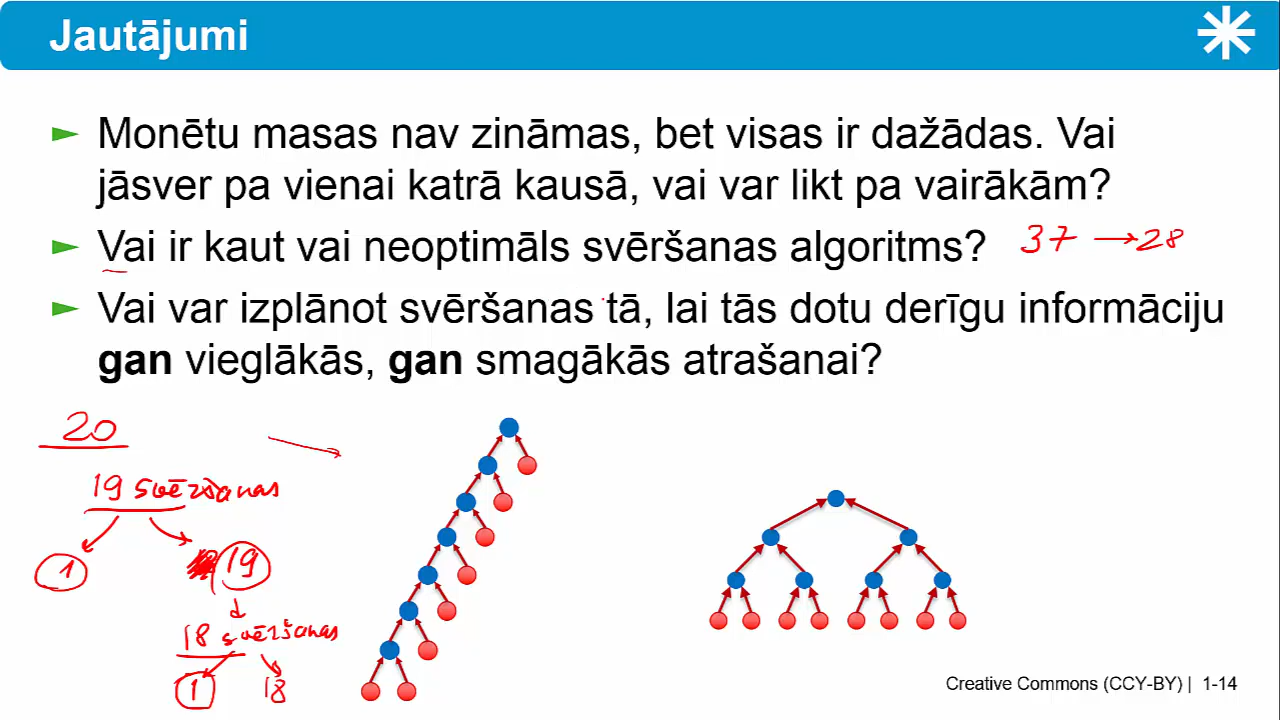 Jautājumi
► Monētu masas nav zināmas, bet visas ir dažādas. Vai
jāsver pa vienai katrā kausā, vai var likt pa vairākām?
► Vai ir kaut vai neoptimāls svēršanas algoritms? 37 → 28
► Vai var izplānot svēršanas tā, lai tās dotu derīgu informāciju
gan vieglākās, gan smagākās atrašanai?
20
19 svēršanas
1 19
18 svēršanas
1 18
Creative Commons (CCY-BY) | 1-14